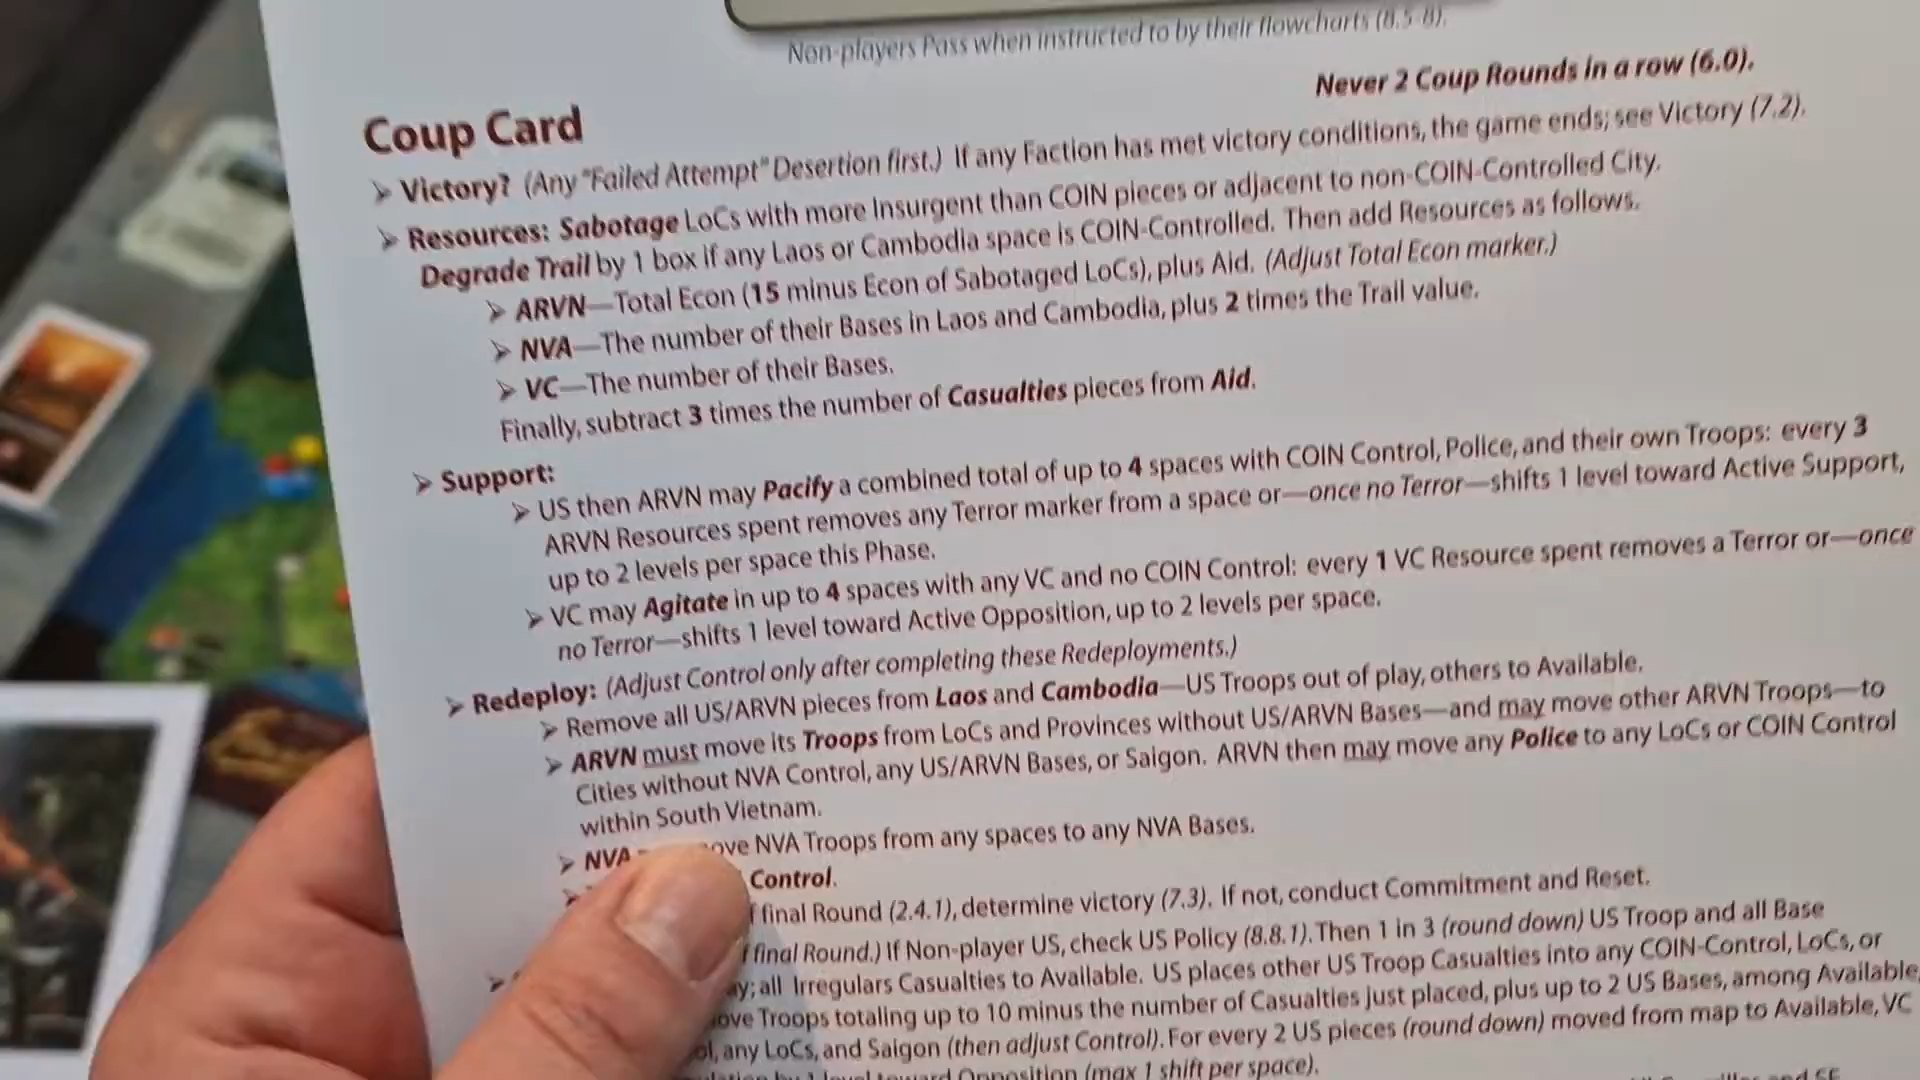 Non-players Pass when instructed to by their flowcharts (8.5-8).
Never 2 Coup Rounds in a row (6.0).
Coup Card
➢ Victory? (Any "Failed Attempt" Desertion first.) If any Faction has met victory conditions, the game ends; see Victory (7.2).
➢ Resources: Sabotage LoCs with more Insurgent than COIN pieces or adjacent to non-COIN-Controlled City.
Degrade Trail by 1 box if any Laos or Cambodia space is COIN-Controlled. Then add Resources as follows.
➢ ARVN—Total Econ (15 minus Econ of Sabotaged LoCs), plus Aid. (Adjust Total Econ marker.)
➢ NVA—The number of their Bases in Laos and Cambodia, plus 2 times the Trail value.
➢ VC—The number of their Bases.
Finally, subtract 3 times the number of Casualties pieces from Aid.
➢ Support:
➢ US then ARVN may Pacify a combined total of up to 4 spaces with COIN Control, Police, and their own Troops: every 3
ARVN Resources spent removes any Terror marker from a space or—once no Terror—shifts 1 level toward Active Support,
up to 2 levels per space this Phase.
➢ VC may Agitate in up to 4 spaces with any VC and no COIN Control: every 1 VC Resource spent removes a Terror or—once
no Terror—shifts 1 level toward Active Opposition, up to 2 levels per space.
➢ Redeploy: (Adjust Control only after completing these Redeployments.)
➢ Remove all US/ARVN pieces from Laos and Cambodia—US Troops out of play, others to Available.
➢ ARVN must move its Troops from LoCs and Provinces without US/ARVN Bases—and may move other ARVN Troops—to
Cities without NVA Control, any US/ARVN Bases, or Saigon. ARVN then may move any Police to any LoCs or COIN Control
within South Vietnam.
➢ NVA ove NVA Troops from any spaces to any NVA Bases.
➢ Control.
final Round (2.4.1), determine victory (7.3). If not, conduct Commitment and Reset.
➢ f final Round.) If Non-player US, check US Policy (8.8.1). Then 1 in 3 (round down) US Troop and all Base
ay; all Irregulars Casualties to Available. US places other US Troop Casualties into any COIN-Control, LoCs, or
ove Troops totaling up to 10 minus the number of Casualties just placed, plus up to 2 US Bases, among Available,
ol, any LoCs, and Saigon (then adjust Control). For every 2 US pieces (round down) moved from map to Available, VC
by 1 level toward Opposition (max 1 shift per space).